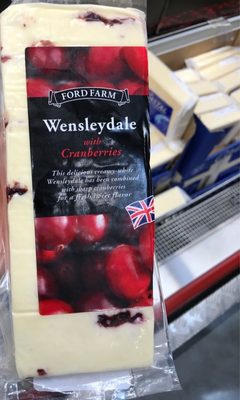 FORD FARM
Wensleydale
with
Cranberries
This delicious creamy-white
Wensleydale has been combined
with sharp cranberries
for a fresh sweet flavor